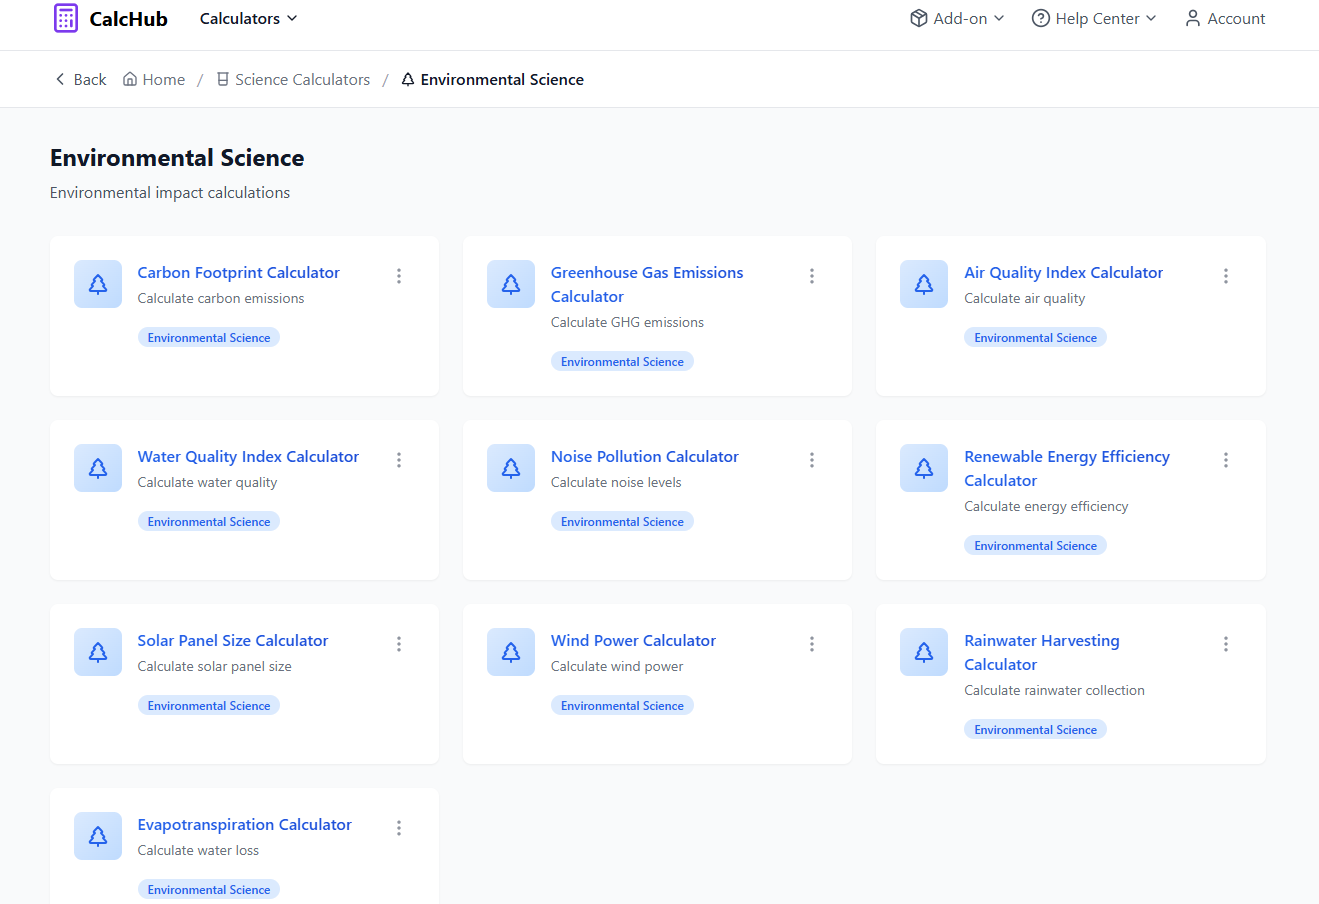 CalcHub
Calculators
Add-on
Help Center
Account
Back
Home
/
Science Calculators
/
Environmental Science
Environmental Science
Environmental impact calculations
Carbon Footprint Calculator
Calculate carbon emissions
Environmental Science
Greenhouse Gas Emissions
Calculator
Calculate GHG emissions
Environmental Science
Air Quality Index Calculator
Calculate air quality
Environmental Science
Water Quality Index Calculator
Calculate water quality
Environmental Science
Noise Pollution Calculator
Calculate noise levels
Environmental Science
Renewable Energy Efficiency
Calculator
Calculate energy efficiency
Environmental Science
Solar Panel Size Calculator
Calculate solar panel size
Environmental Science
Wind Power Calculator
Calculate wind power
Environmental Science
Rainwater Harvesting
Calculator
Calculate rainwater collection
Environmental Science
Evapotranspiration Calculator
Calculate water loss
Environmental Science